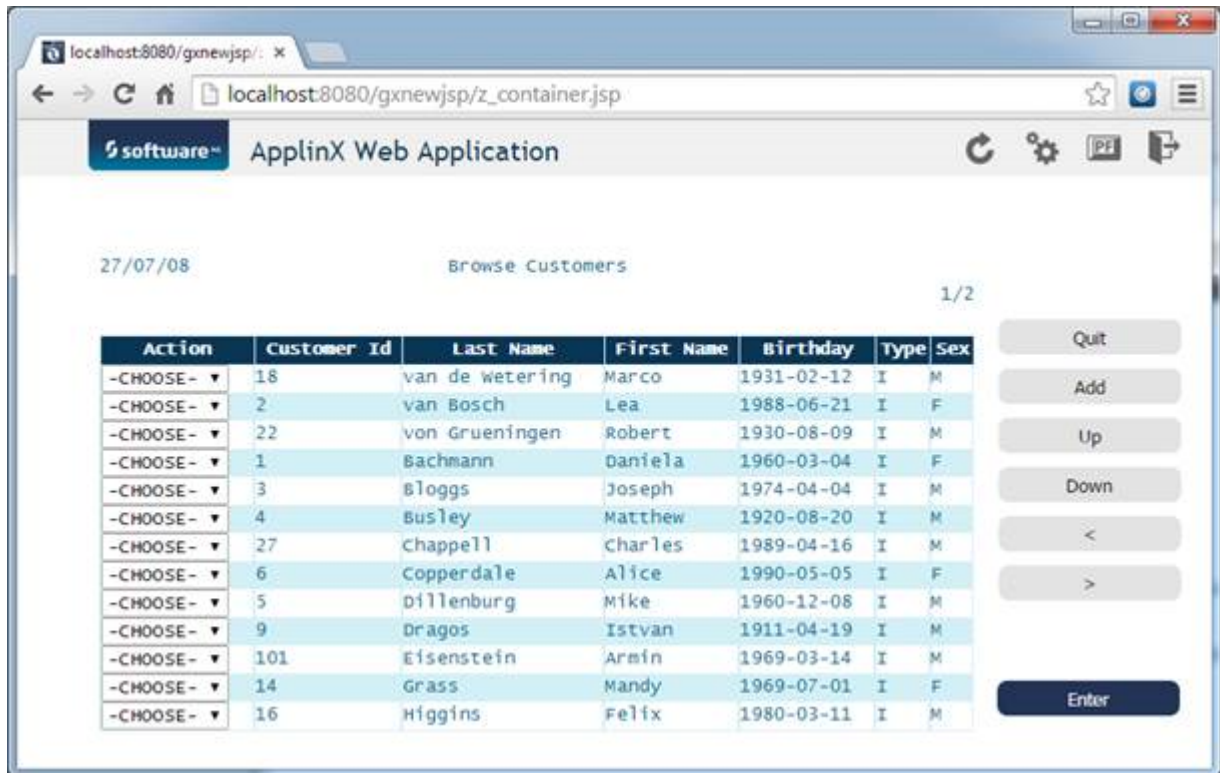 localhost:8080/gxnewjsp/:
localhost:8080/gxnewjsp/z_container.jsp
software AG ApplinX Web Application PF
27/07/08 Browse Customers
1/2
Action Customer Id Last Name First Name Birthday Type Sex
-CHOOSE- 18 van de Wetering Marco 1931-02-12 I M
-CHOOSE- 2 van Bosch Lea 1988-06-21 I F
-CHOOSE- 22 von Grueningen Robert 1930-08-09 I M
-CHOOSE- 1 Bachmann Daniela 1960-03-04 I F
-CHOOSE- 3 Bloggs Joseph 1974-04-04 I M
-CHOOSE- 4 Busley Matthew 1920-08-20 I M
-CHOOSE- 27 Chappell Charles 1989-04-16 I M
-CHOOSE- 6 Copperdale Alice 1990-05-05 I F
-CHOOSE- 5 Dillenburg Mike 1960-12-08 I M
-CHOOSE- 9 Dragos Istvan 1911-04-19 I M
-CHOOSE- 101 Eisenstein Armin 1969-03-14 I M
-CHOOSE- 14 Grass Mandy 1969-07-01 I F
-CHOOSE- 16 Higgins Felix 1980-03-11 I M
Quit
Add
Up
Down
<
>
Enter